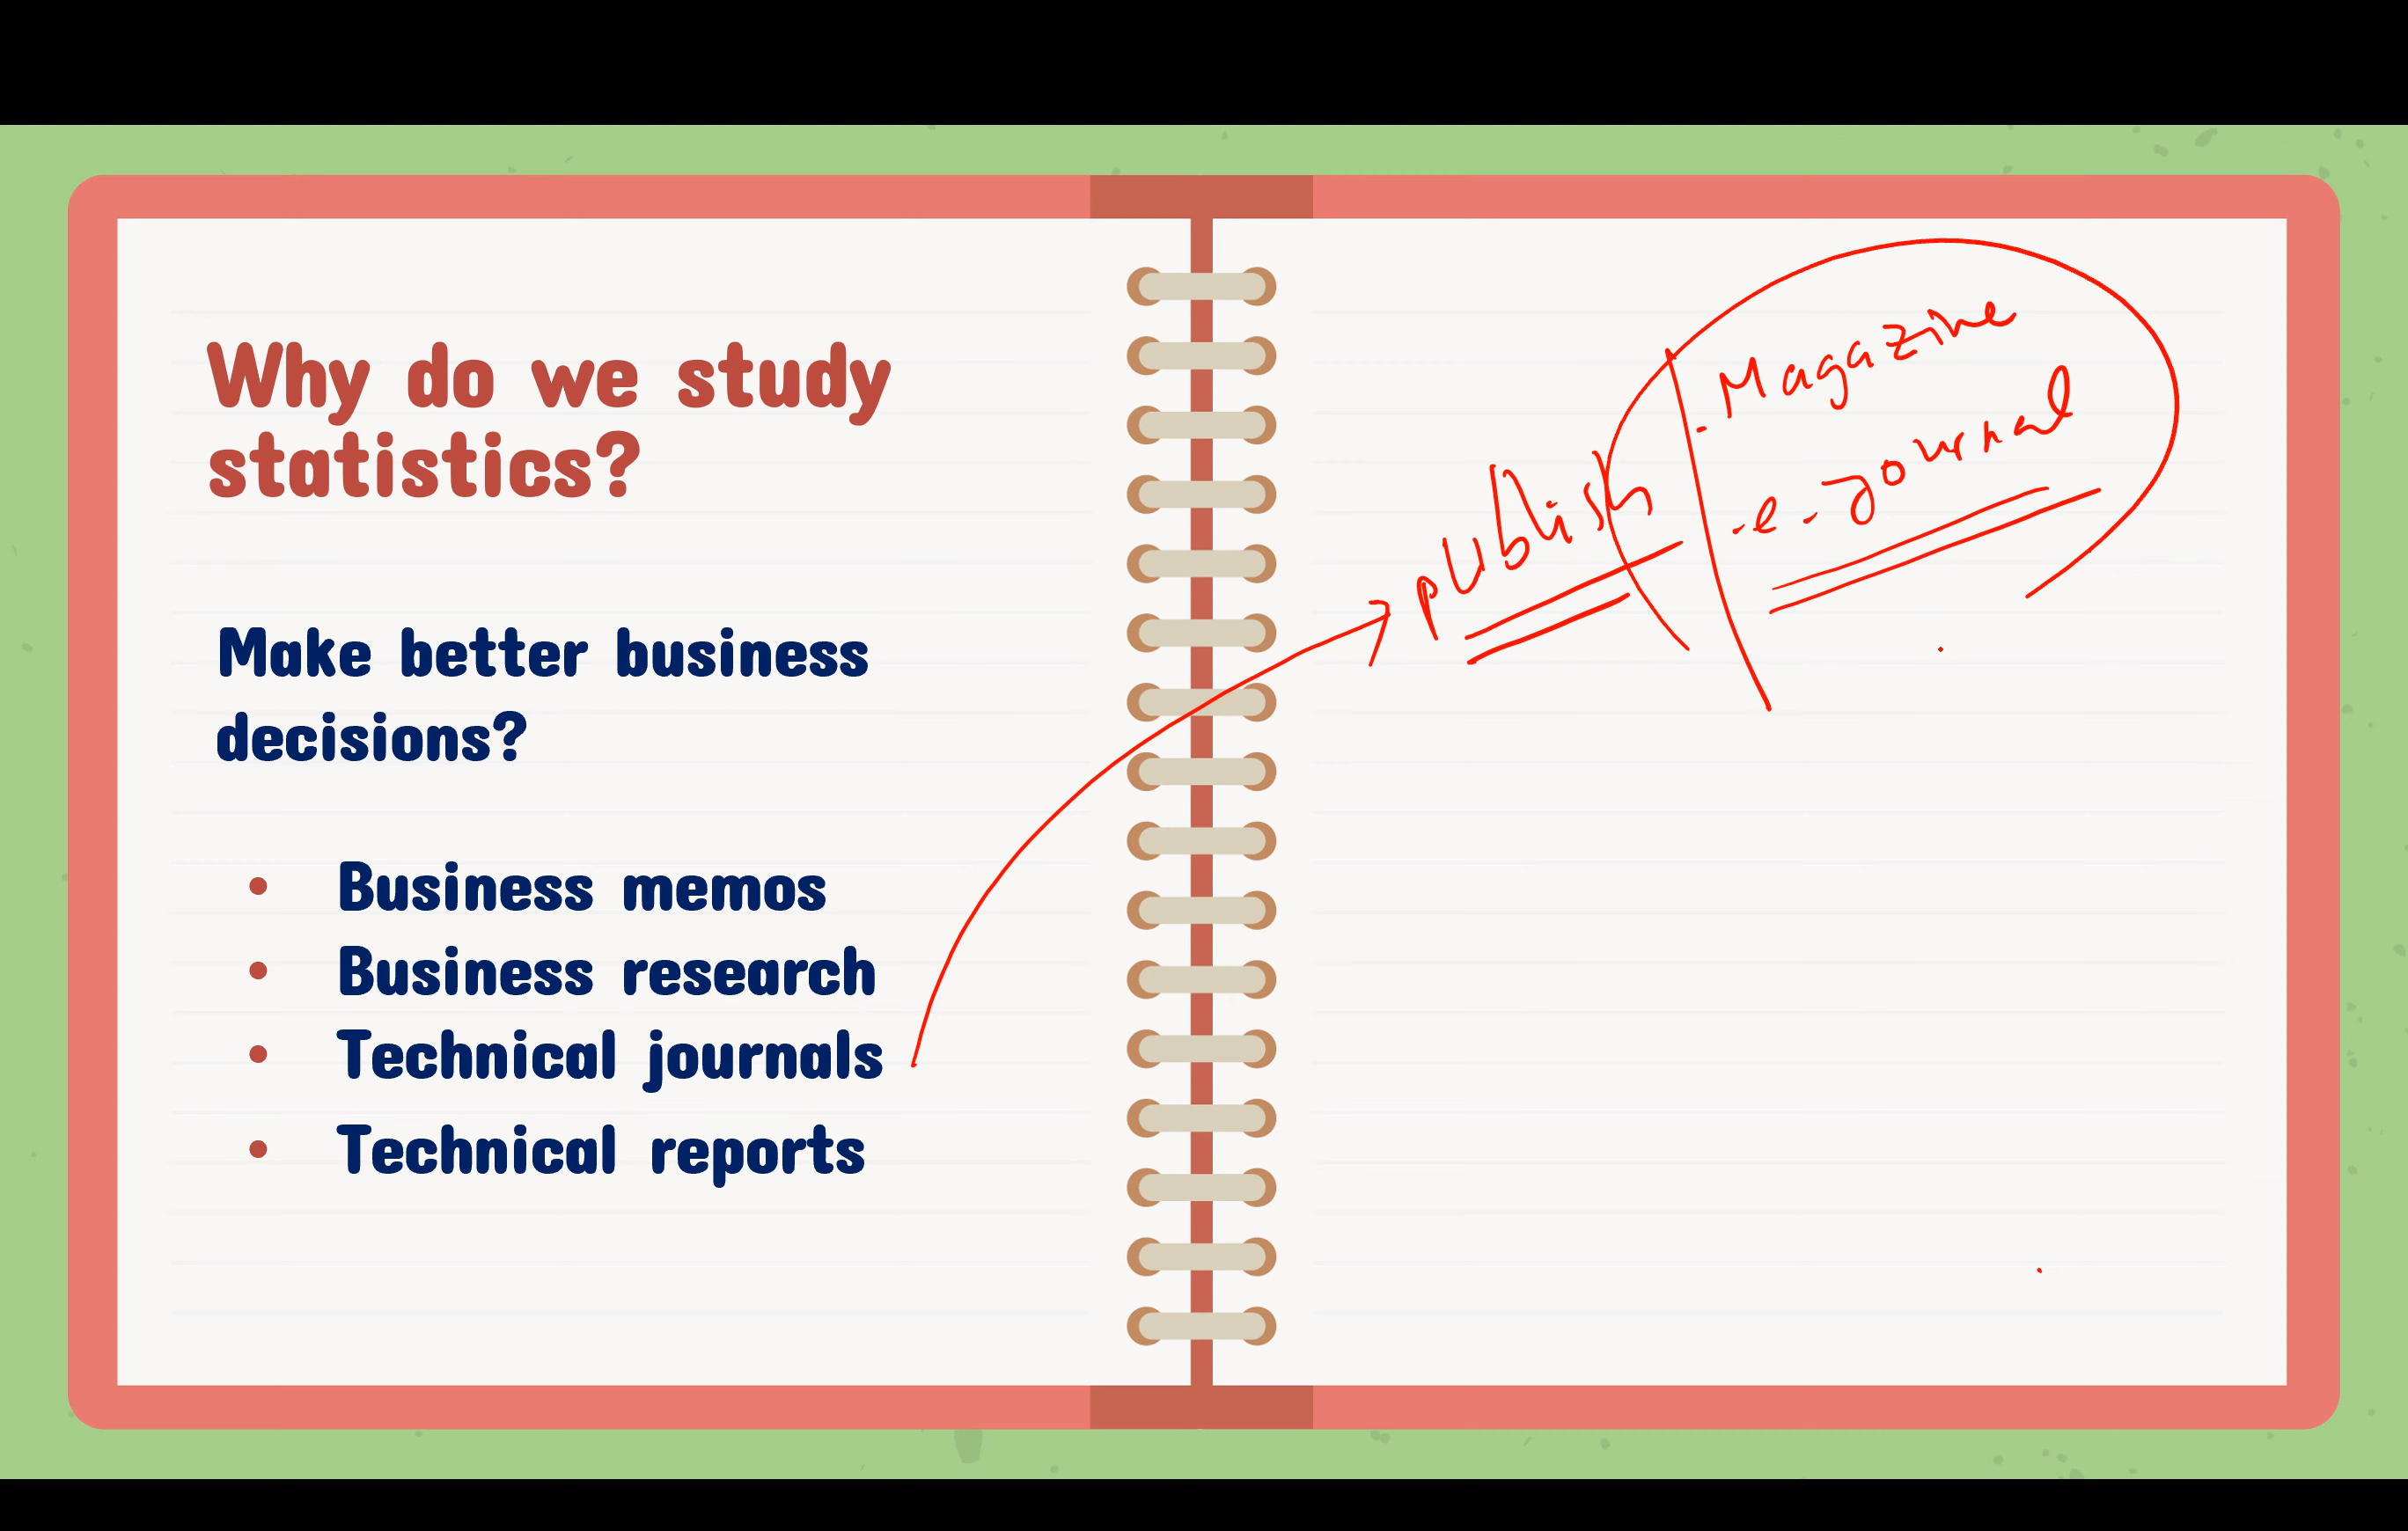 Why do we study
statistics?
Make better business
decisions?
• Business memos
• Business research
• Technical journals
• Technical reports
publish
. Magazine
. e - Journal